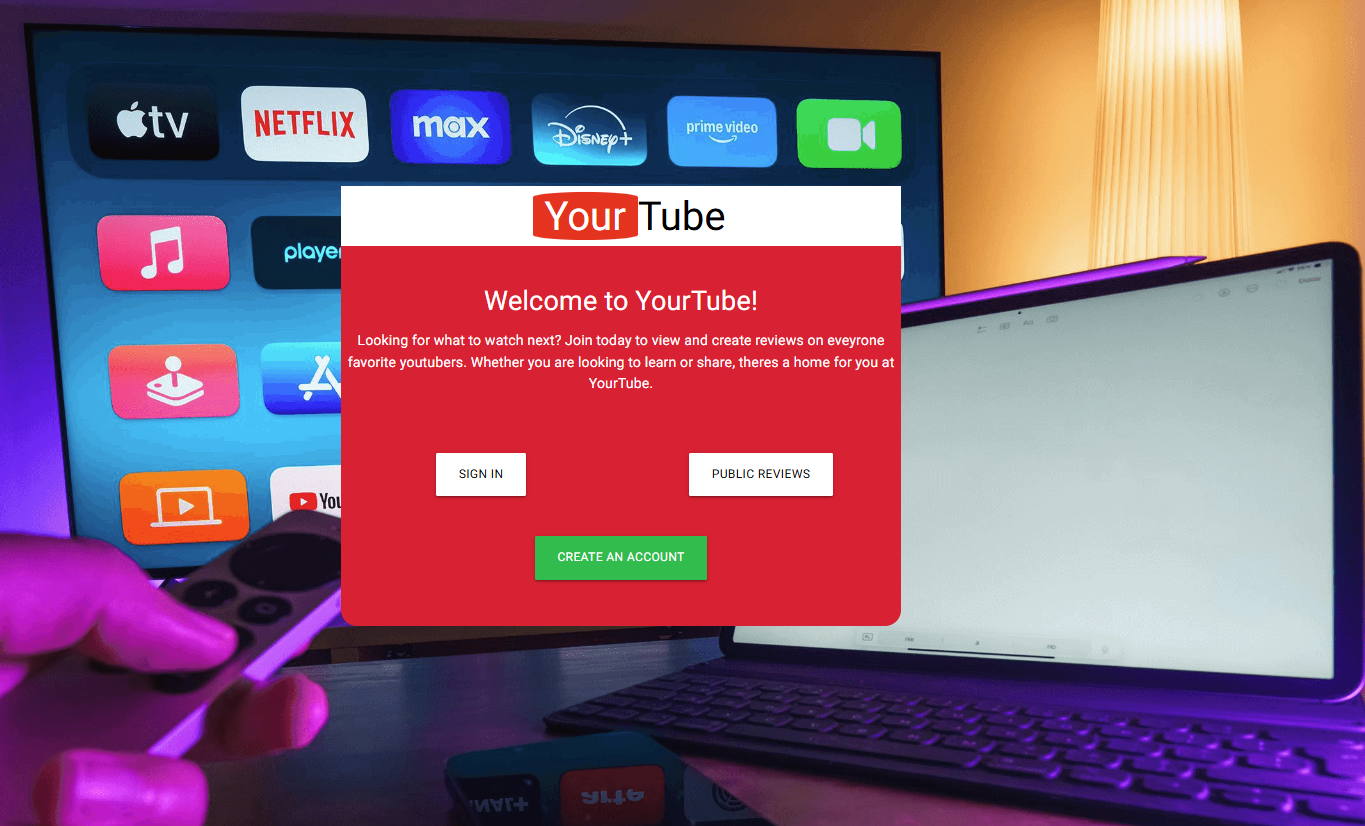 tv
NETFLIX
max
Disney+
prime video
player
YourTube
Welcome to YourTube!
Looking for what to watch next? Join today to view and create reviews on eveyrone
favorite youtubers. Whether you are looking to learn or share, theres a home for you at
YourTube.
You
SIGN IN
PUBLIC REVIEWS
CREATE AN ACCOUNT
Aa
arte